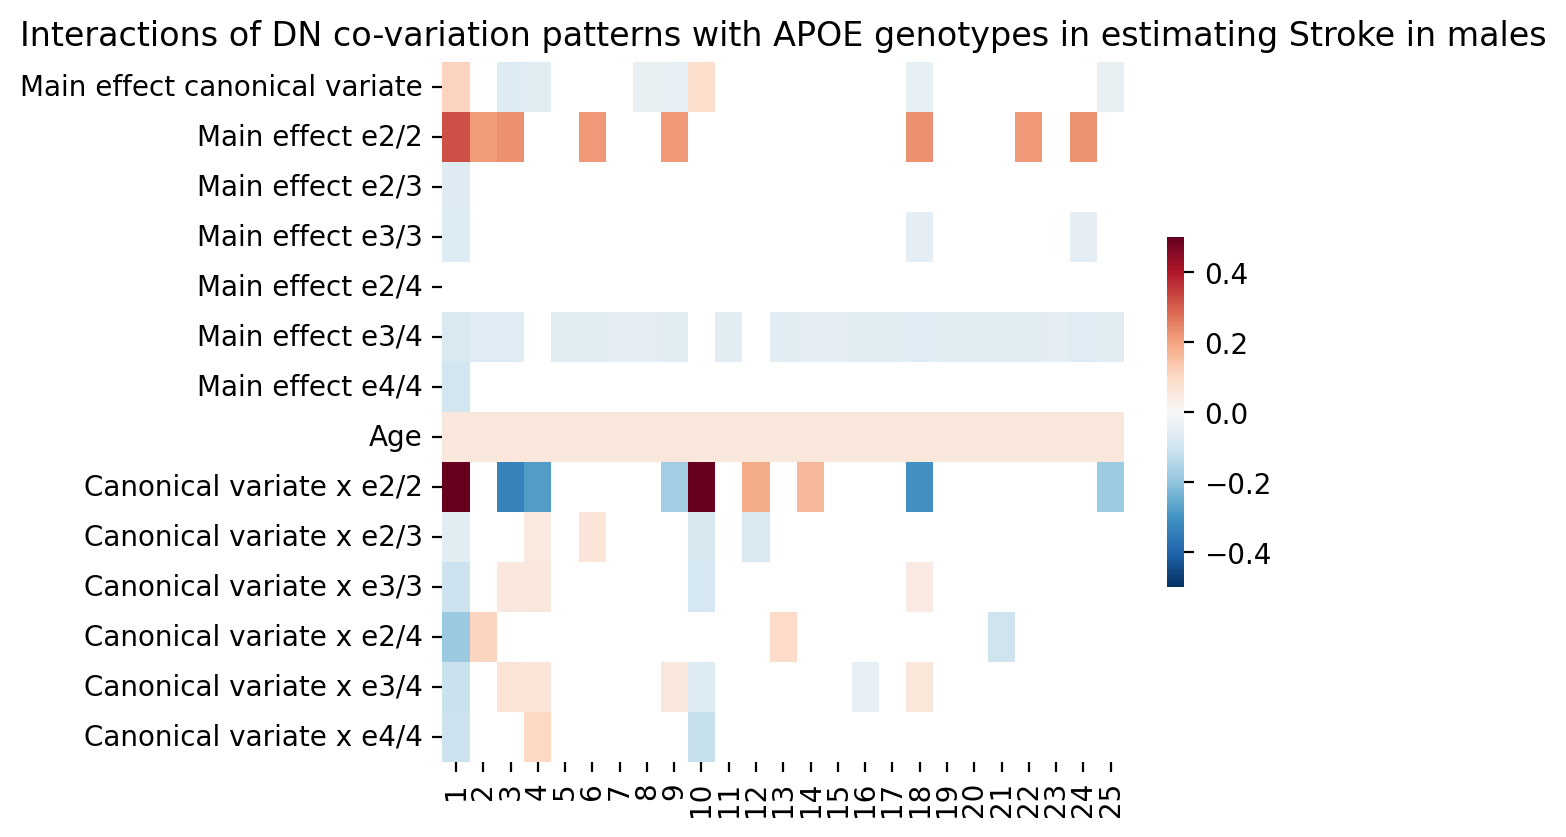 Interactions of DN co-variation patterns with APOE genotypes in estimating Stroke in males
Main effect canonical variate
Main effect e2/2
Main effect e2/3
Main effect e3/3
Main effect e2/4
Main effect e3/4
Main effect e4/4
Age
Canonical variate x e2/2
Canonical variate x e2/3
Canonical variate x e3/3
Canonical variate x e2/4
Canonical variate x e3/4
Canonical variate x e4/4
1 2 3 4 5 6 7 8 9 10 11 12 13 14 15 16 17 18 19 20 21 22 23 24 25
0.4
0.2
0.0
−0.2
−0.4